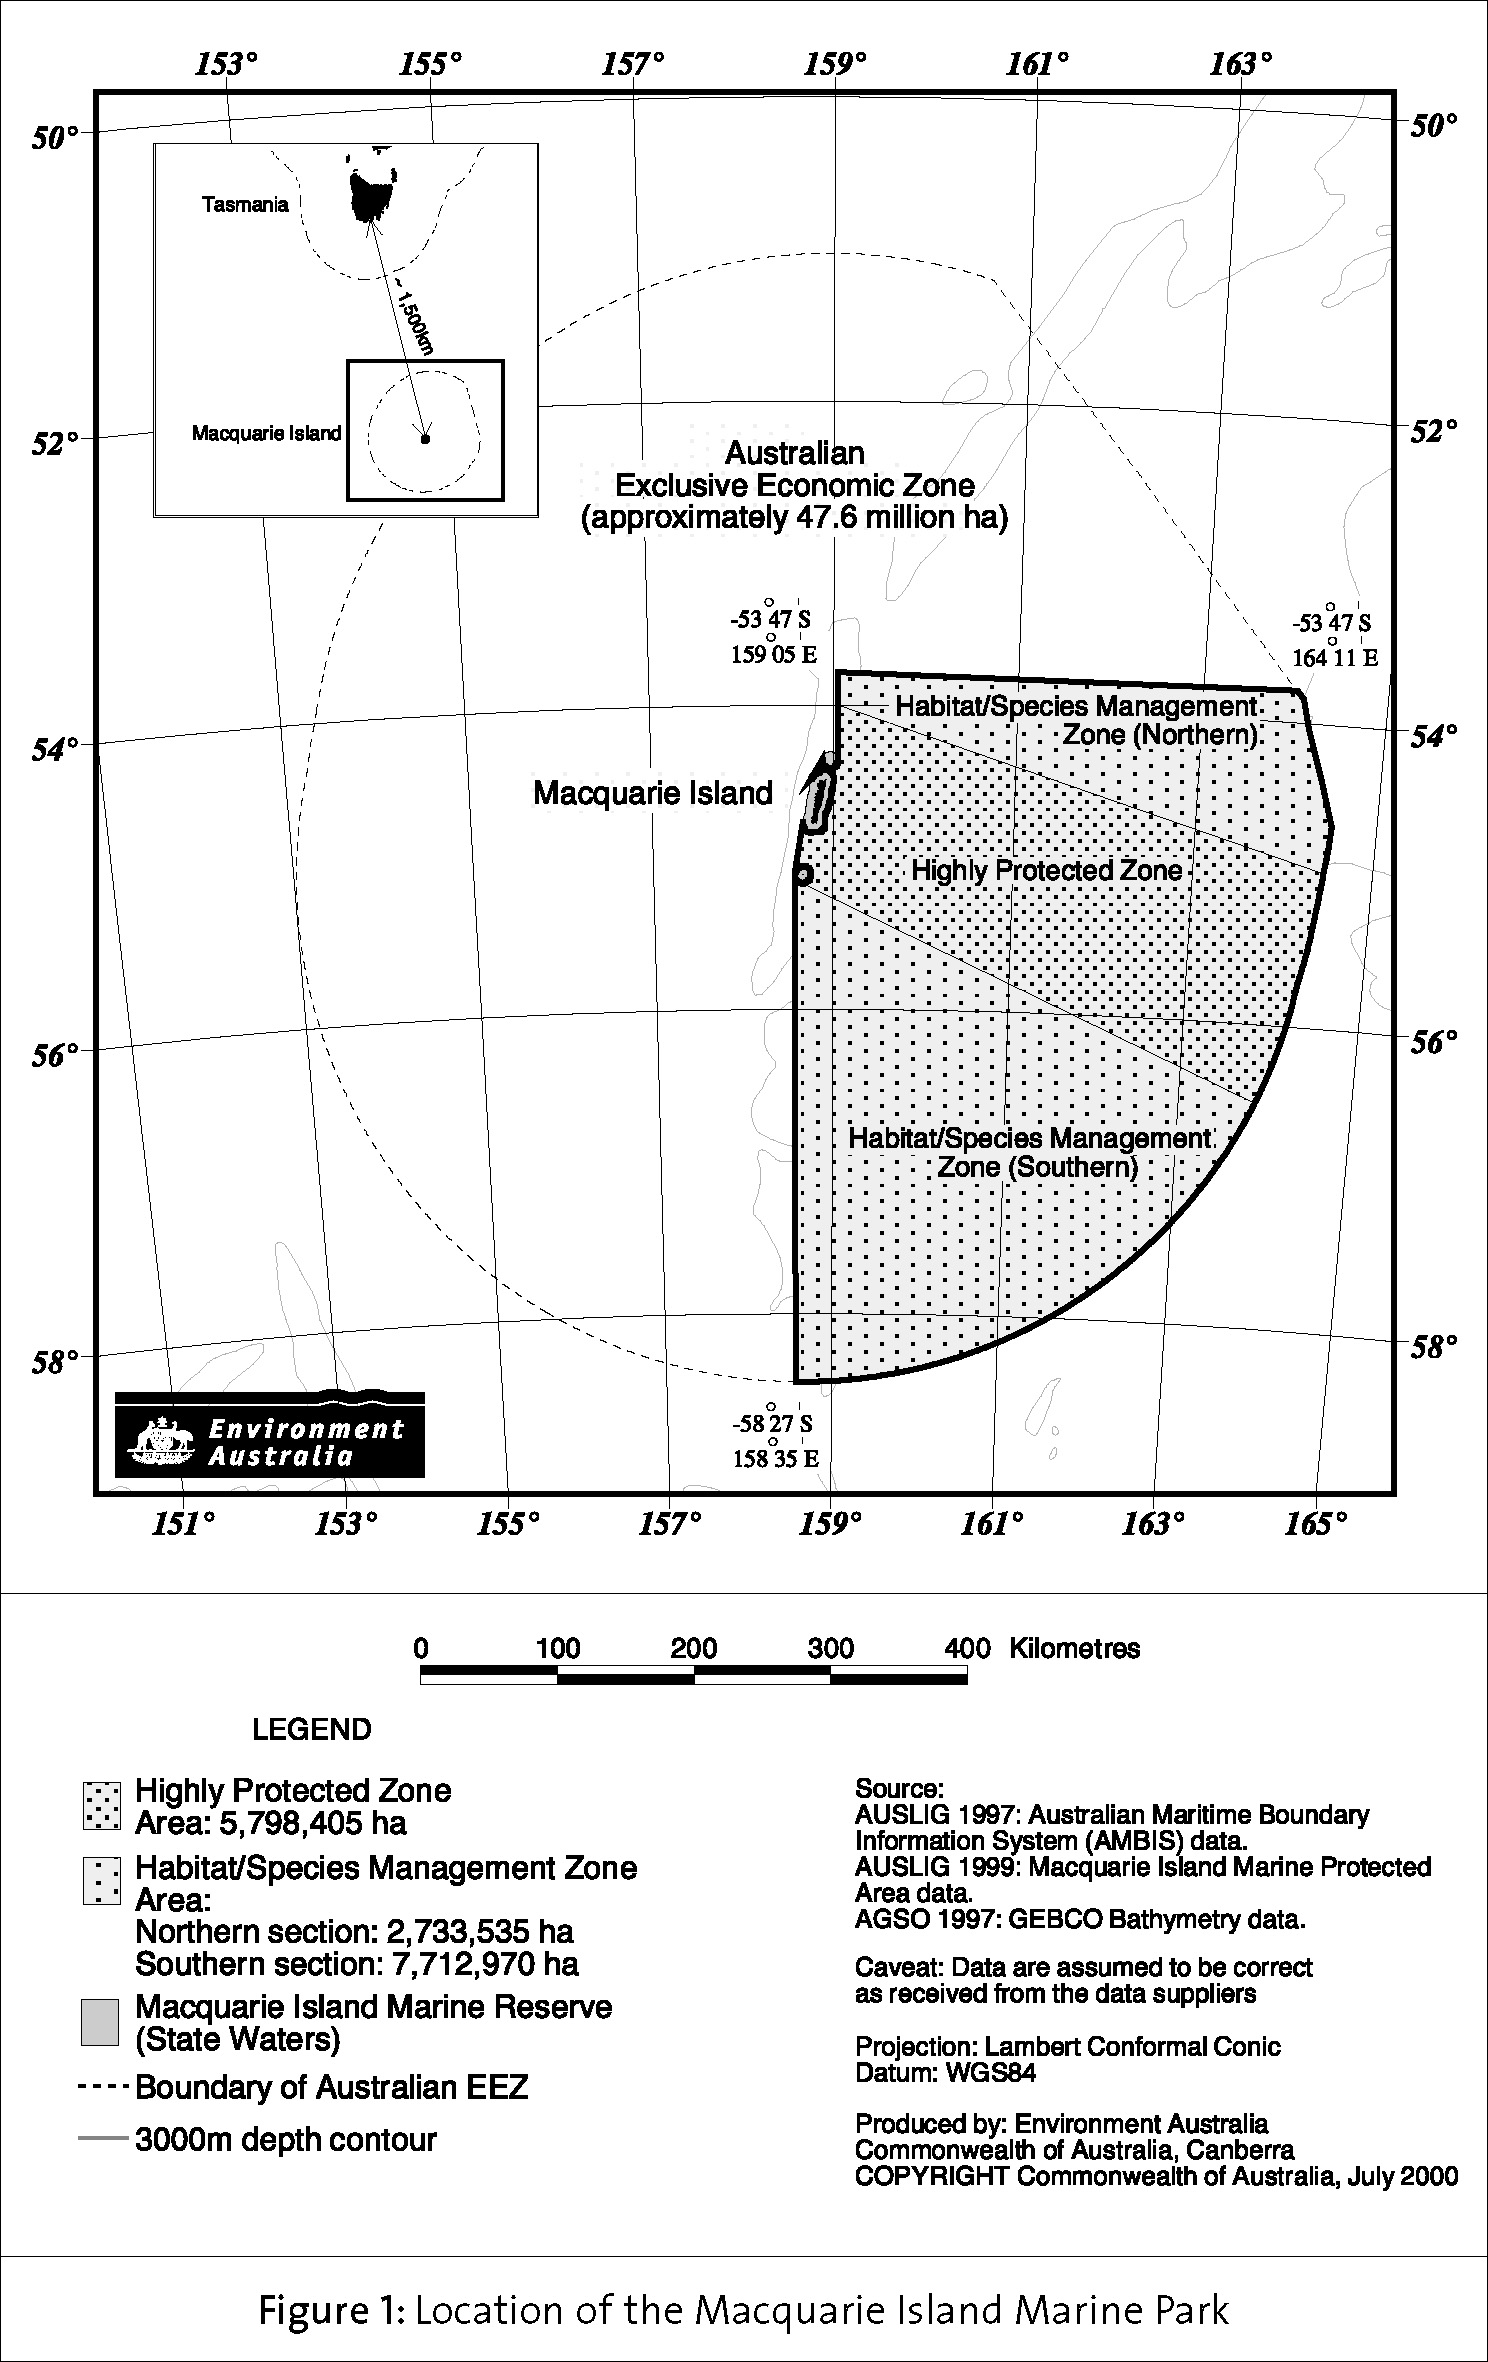 153° 155° 157° 159° 161° 163°
50° 50°
Tasmania
~ 1,500km
Macquarie Island
52° 52°
Australian
Exclusive Economic Zone
(approximately 47.6 million ha)
-53°47'S
159°05'E
-53°47'S
164°11'E
Habitat/Species Management
Zone (Northern)
54° 54°
Macquarie Island
Highly Protected Zone
56° 56°
Habitat/Species Management
Zone (Southern)
58° 58°
Environment
Australia
-58°27'S
158°35'E
151° 153° 155° 157° 159° 161° 163° 165°
0 100 200 300 400 Kilometres
LEGEND
Highly Protected Zone
Area: 5,798,405 ha
Habitat/Species Management Zone
Area:
Northern section: 2,733,535 ha
Southern section: 7,712,970 ha
Macquarie Island Marine Reserve
(State Waters)
Boundary of Australian EEZ
3000m depth contour
Source:
AUSLIG 1997: Australian Maritime Boundary
Information System (AMBIS) data.
AUSLIG 1999: Macquarie Island Marine Protected
Area data.
AGSO 1997: GEBCO Bathymetry data.
Caveat: Data are assumed to be correct
as received from the data suppliers
Projection: Lambert Conformal Conic
Datum: WGS84
Produced by: Environment Australia
Commonwealth of Australia, Canberra
COPYRIGHT Commonwealth of Australia, July 2000
Figure 1: Location of the Macquarie Island Marine Park